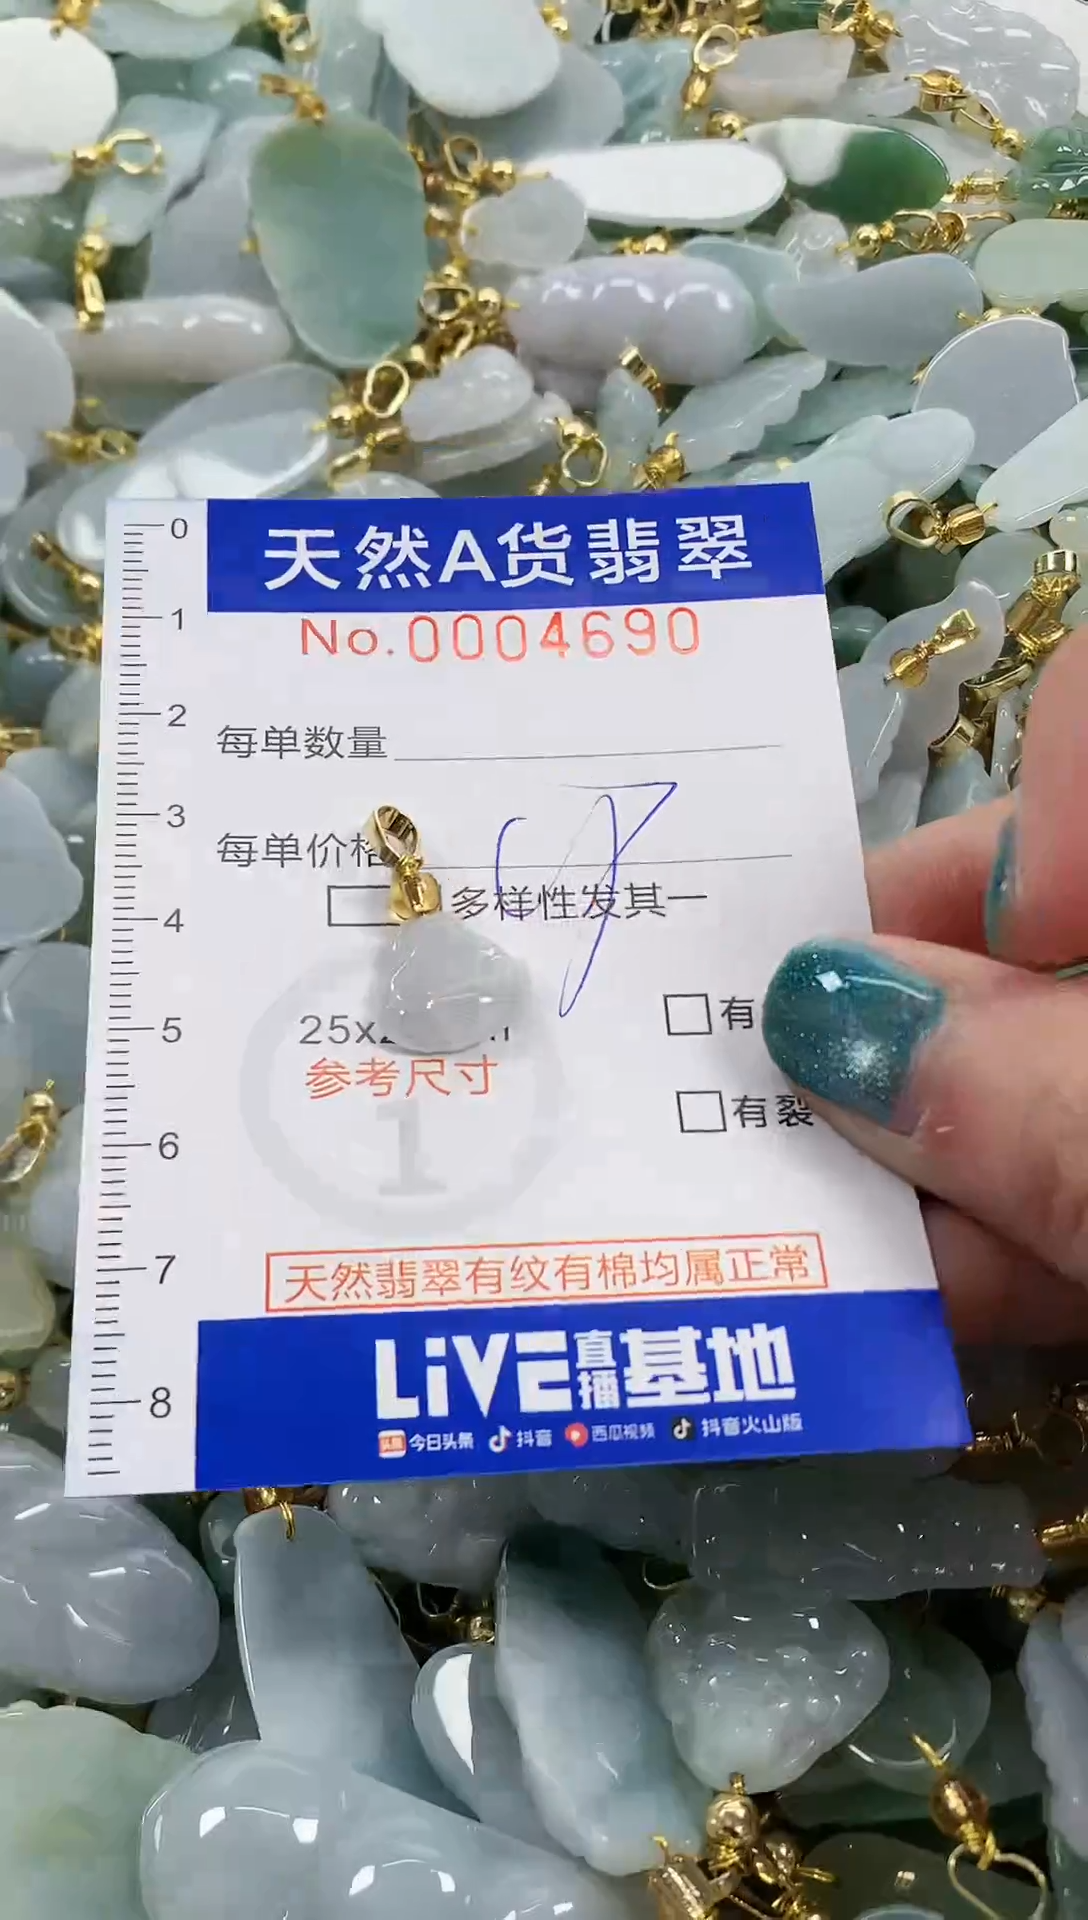 天然A货翡翠
No.0004690
0
1
2
3
4
5
6
7
8
每单数量
每单价格
多样性发其一
25x
参考尺寸
1
有
有裂
天然翡翠有纹有棉均属正常
LiVE直播基地
头条 今日头条 抖音 西瓜视频 抖音火山版